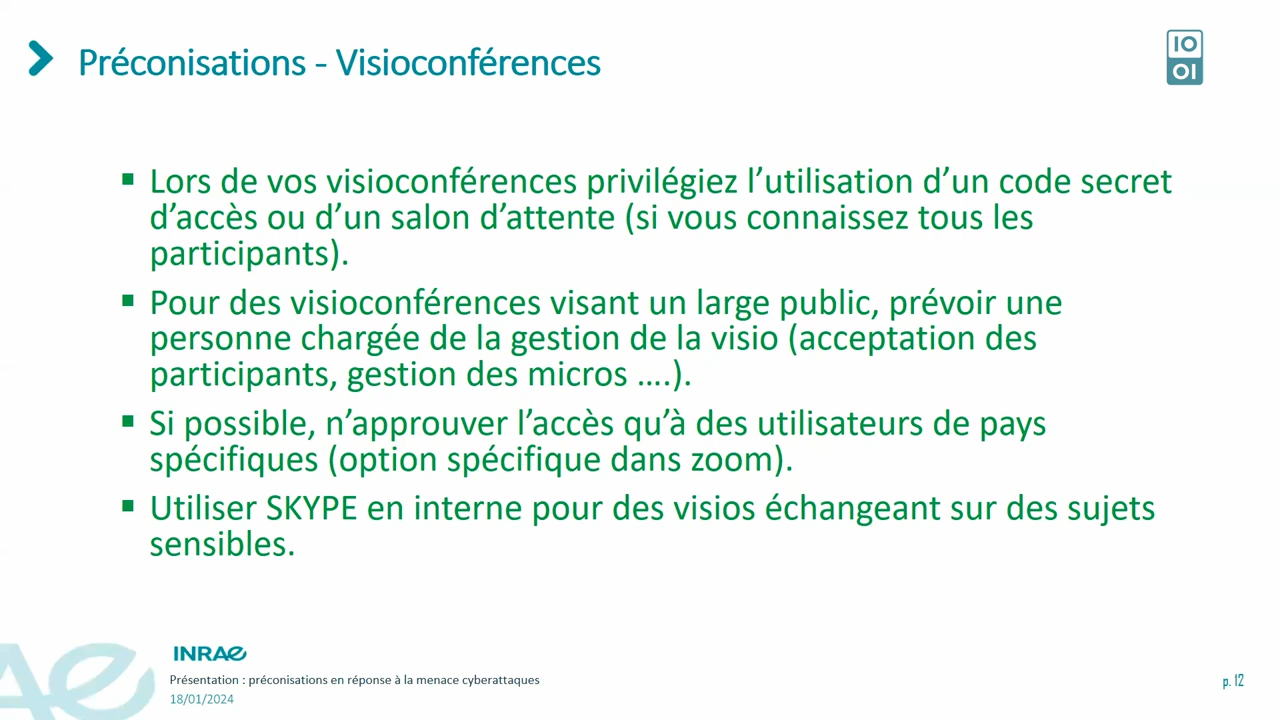 Préconisations - Visioconférences
IO
OI
▪ Lors de vos visioconférences privilégiez l’utilisation d’un code secret
d’accès ou d’un salon d’attente (si vous connaissez tous les
participants).
▪ Pour des visioconférences visant un large public, prévoir une
personne chargée de la gestion de la visio (acceptation des
participants, gestion des micros ….).
▪ Si possible, n’approuver l’accès qu’à des utilisateurs de pays
spécifiques (option spécifique dans zoom).
▪ Utiliser SKYPE en interne pour des visios échangeant sur des sujets
sensibles.
INRAE
Présentation : préconisations en réponse à la menace cyberattaques
18/01/2024
p. 12